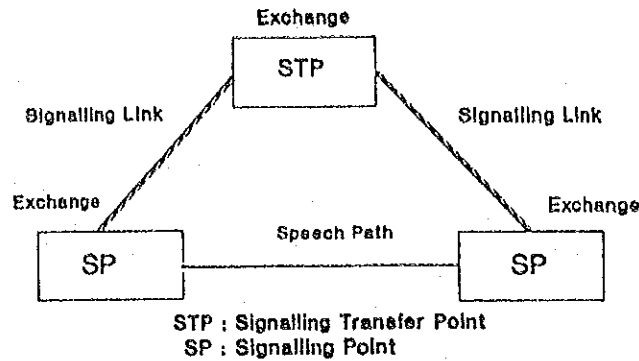 Exchange
STP
Signalling Link
Signalling Link
Exchange
Exchange
Speech Path
SP
SP
STP : Signalling Transfer Point
SP : Signalling Point